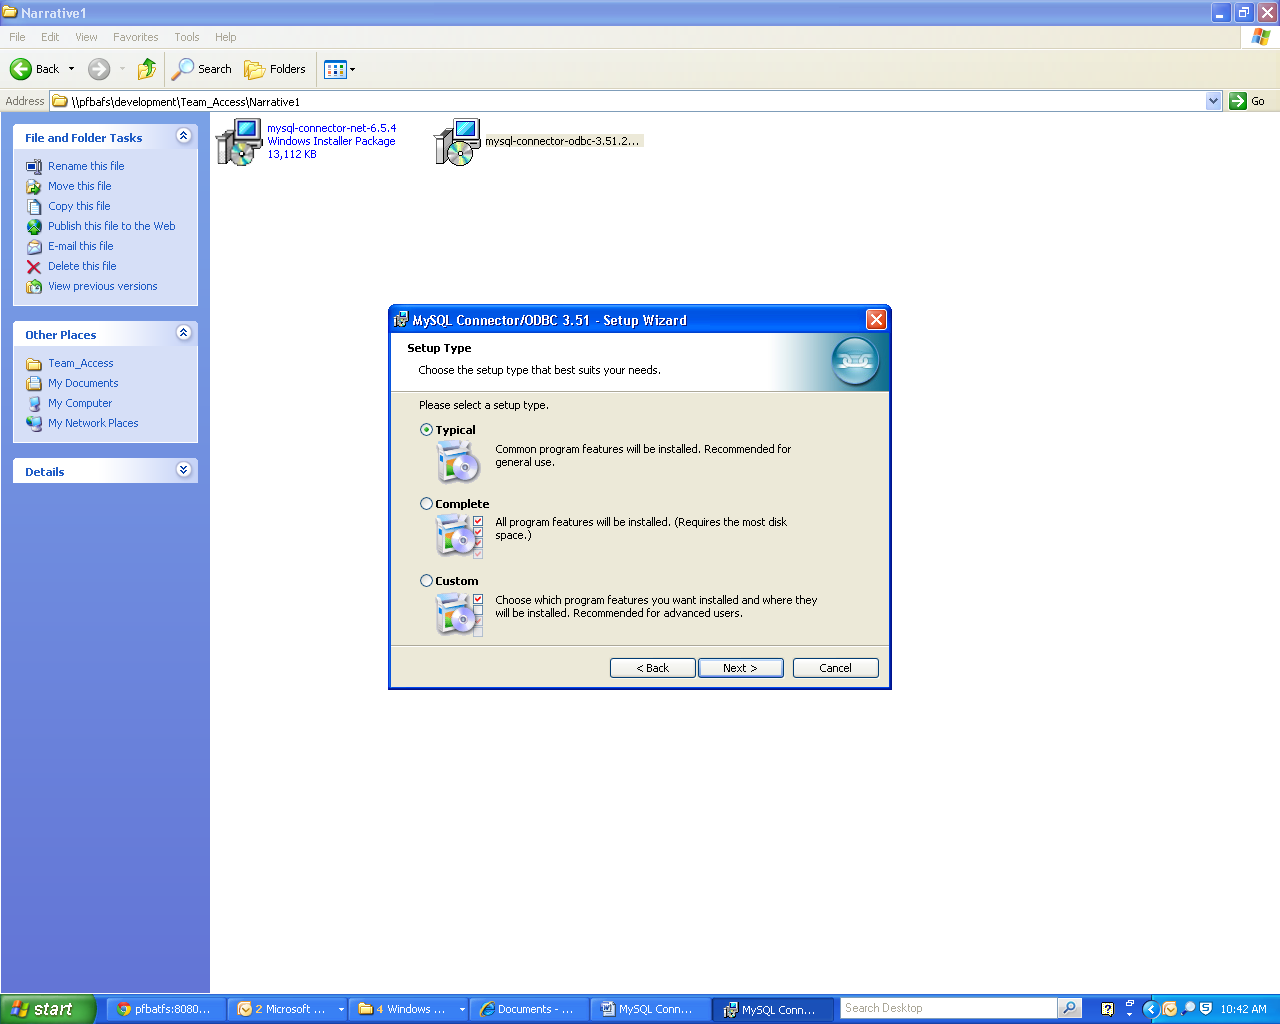 Narrative1
File Edit View Favorites Tools Help
Back Search Folders
Address \\pfbafs\development\Team_Access\Narrative1 Go
File and Folder Tasks
Rename this file
Move this file
Copy this file
Publish this file to the Web
E-mail this file
Delete this file
View previous versions
Other Places
Team_Access
My Documents
My Computer
My Network Places
Details
mysql-connector-net-6.5.4
Windows Installer Package
13,112 KB
mysql-connector-odbc-3.51.2...
MySQL Connector/ODBC 3.51 - Setup Wizard
Setup Type
Choose the setup type that best suits your needs.
Please select a setup type.
Typical
Common program features will be installed. Recommended for
general use.
Complete
All program features will be installed. (Requires the most disk
space.)
Custom
Choose which program features you want installed and where they
will be installed. Recommended for advanced users.
< Back Next > Cancel
start pfbatfs:8080... 2 Microsoft ... 4 Windows ... Documents - ... MySQL Conn... MySQL Conn... Search Desktop 10:42 AM